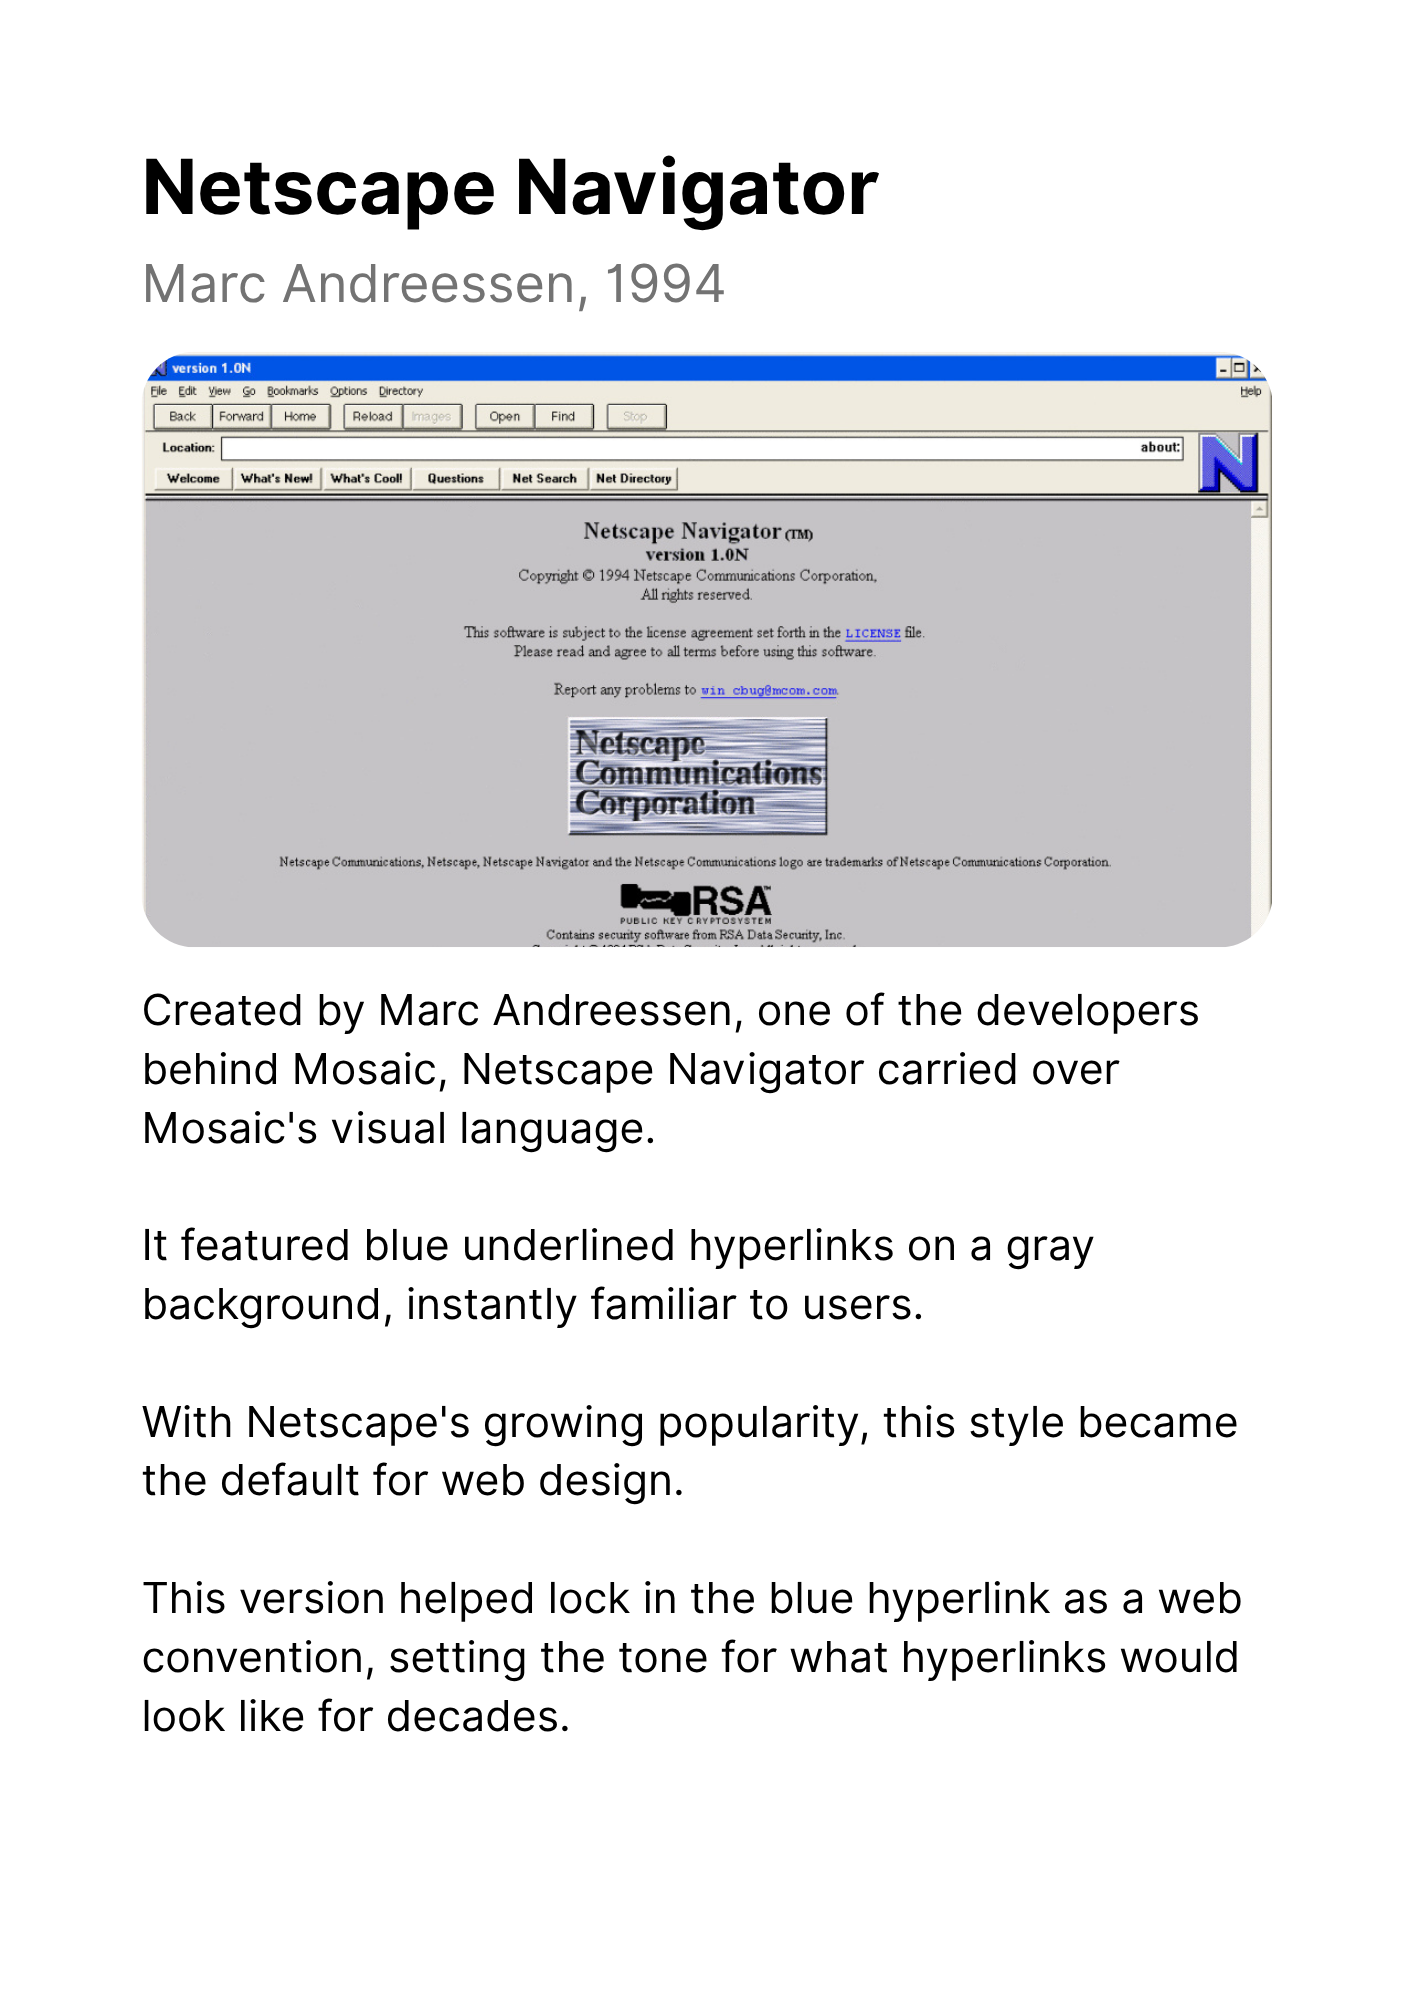 Netscape Navigator
Marc Andreessen, 1994
version 1.0N
File Edit View Go Bookmarks Options Directory Help
Back Forward Home Reload Images Open Find Stop
Location: about:
N
Welcome What's New! What's Cool! Questions Net Search Net Directory
Netscape Navigator (TM)
version 1.0N
Copyright © 1994 Netscape Communications Corporation,
All rights reserved.
This software is subject to the license agreement set forth in the LICENSE file.
Please read and agree to all terms before using this software.
Report any problems to win_cbug@mcom.com.
Netscape
Communications
Corporation
Netscape Communications, Netscape, Netscape Navigator and the Netscape Communications logo are trademarks of Netscape Communications Corporation.
RSA™
PUBLIC KEY CRYPTOSYSTEM
Contains security software from RSA Data Security, Inc.
Created by Marc Andreessen, one of the developers
behind Mosaic, Netscape Navigator carried over
Mosaic's visual language.
It featured blue underlined hyperlinks on a gray
background, instantly familiar to users.
With Netscape's growing popularity, this style became
the default for web design.
This version helped lock in the blue hyperlink as a web
convention, setting the tone for what hyperlinks would
look like for decades.